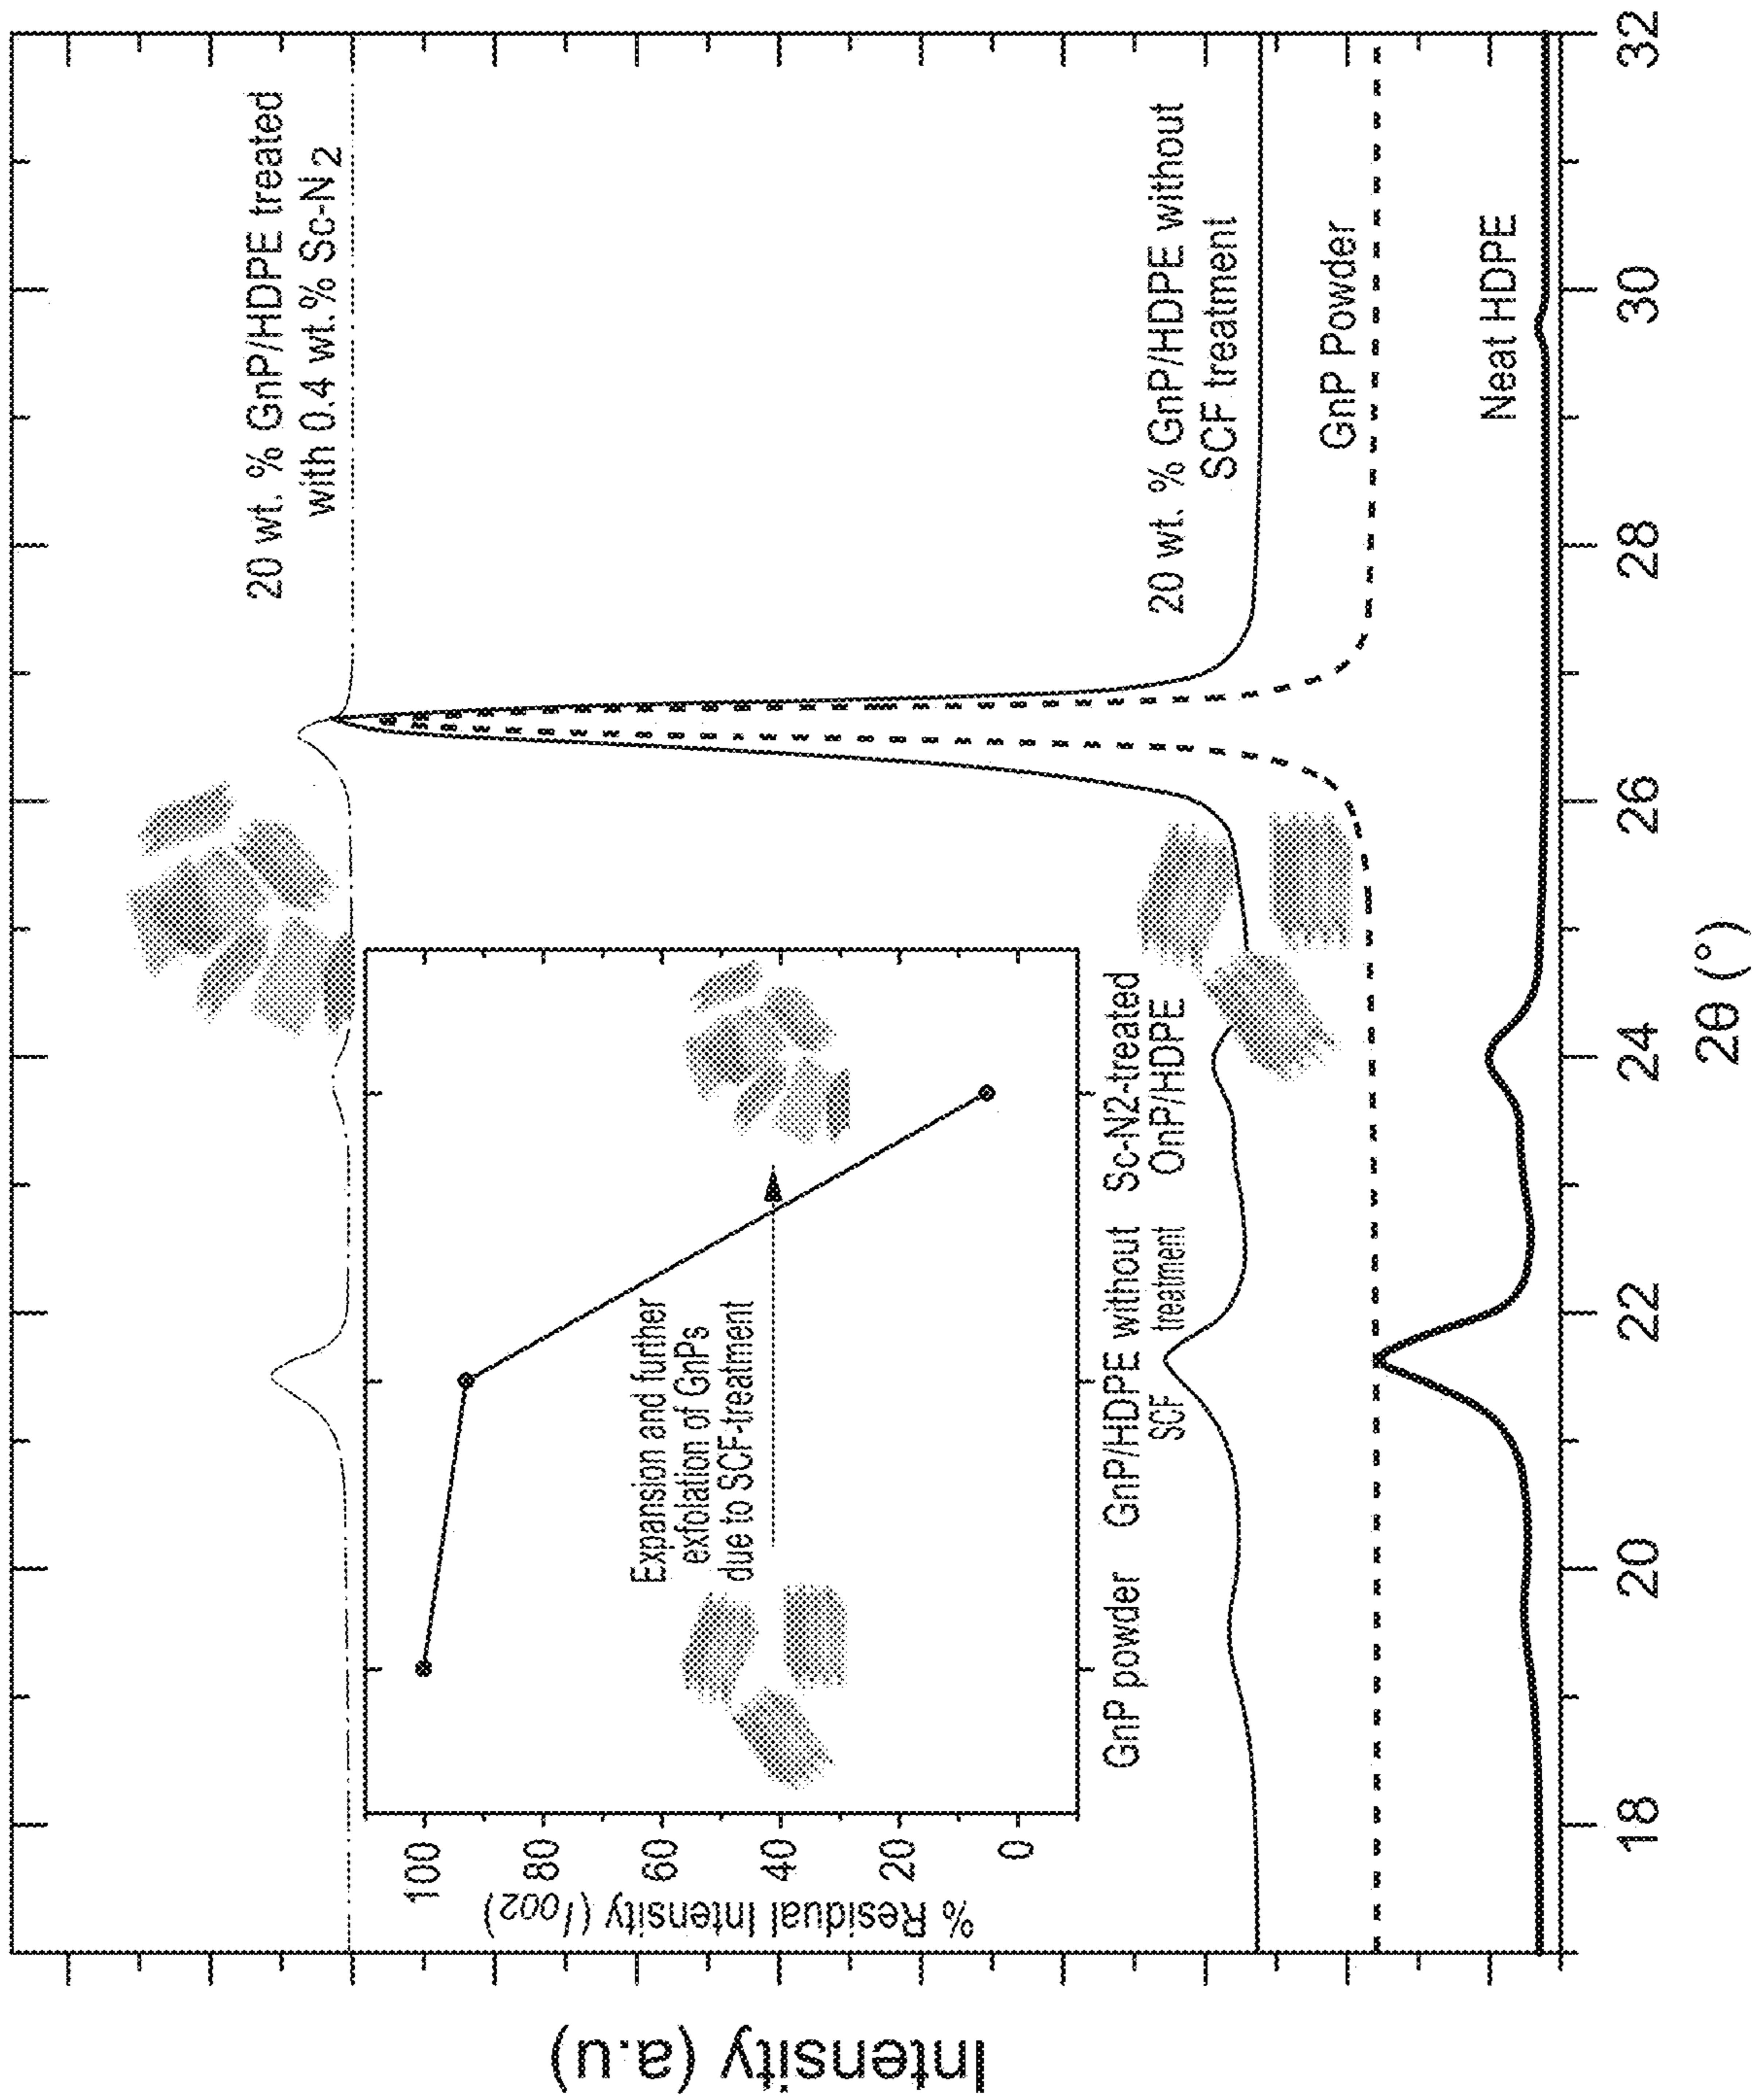 Intensity (a.u)
20 wt. % GnP/HDPE treated
with 0.4 wt.% Sc-N2
% Residual Intensity (I002)
100
80
60
40
20
0
Expansion and further
exfolation of GnPs
due to SCF-treatment
GnP powder
GnP/HDPE without
SCF treatment
Sc-N2-treated
OnP/HDPE
20 wt. % GnP/HDPE without
SCF treatment
GnP Powder
Neat HDPE
18
20
22
24
26
28
30
32
2θ (°)